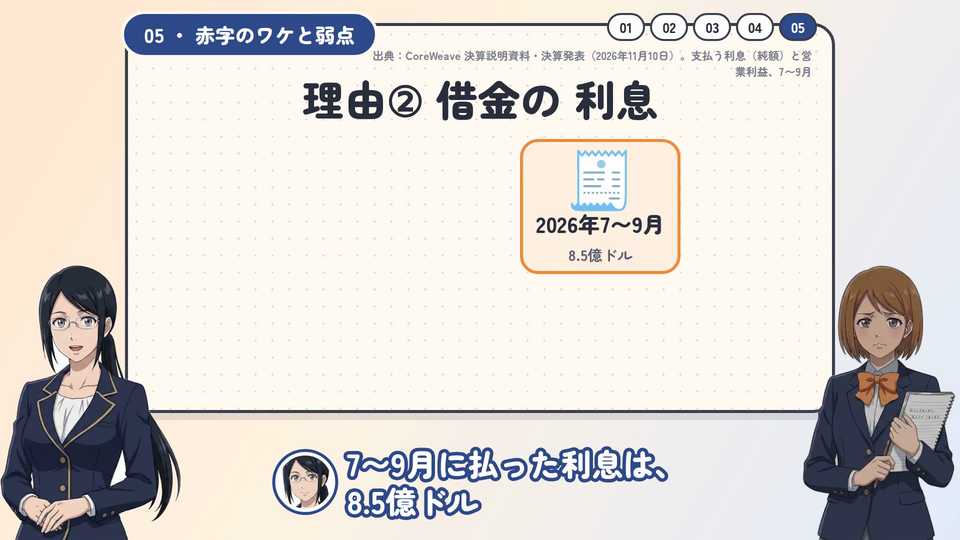 05 ・ 赤字のワケと弱点
01 02 03 04 05
出典：CoreWeave 決算説明資料・決算発表（2026年11月10日）。支払う利息（純額）と営
業利益、7〜9月
理由② 借金の 利息
2026年7〜9月
8.5億ドル
7〜9月に払った利息は、
8.5億ドル